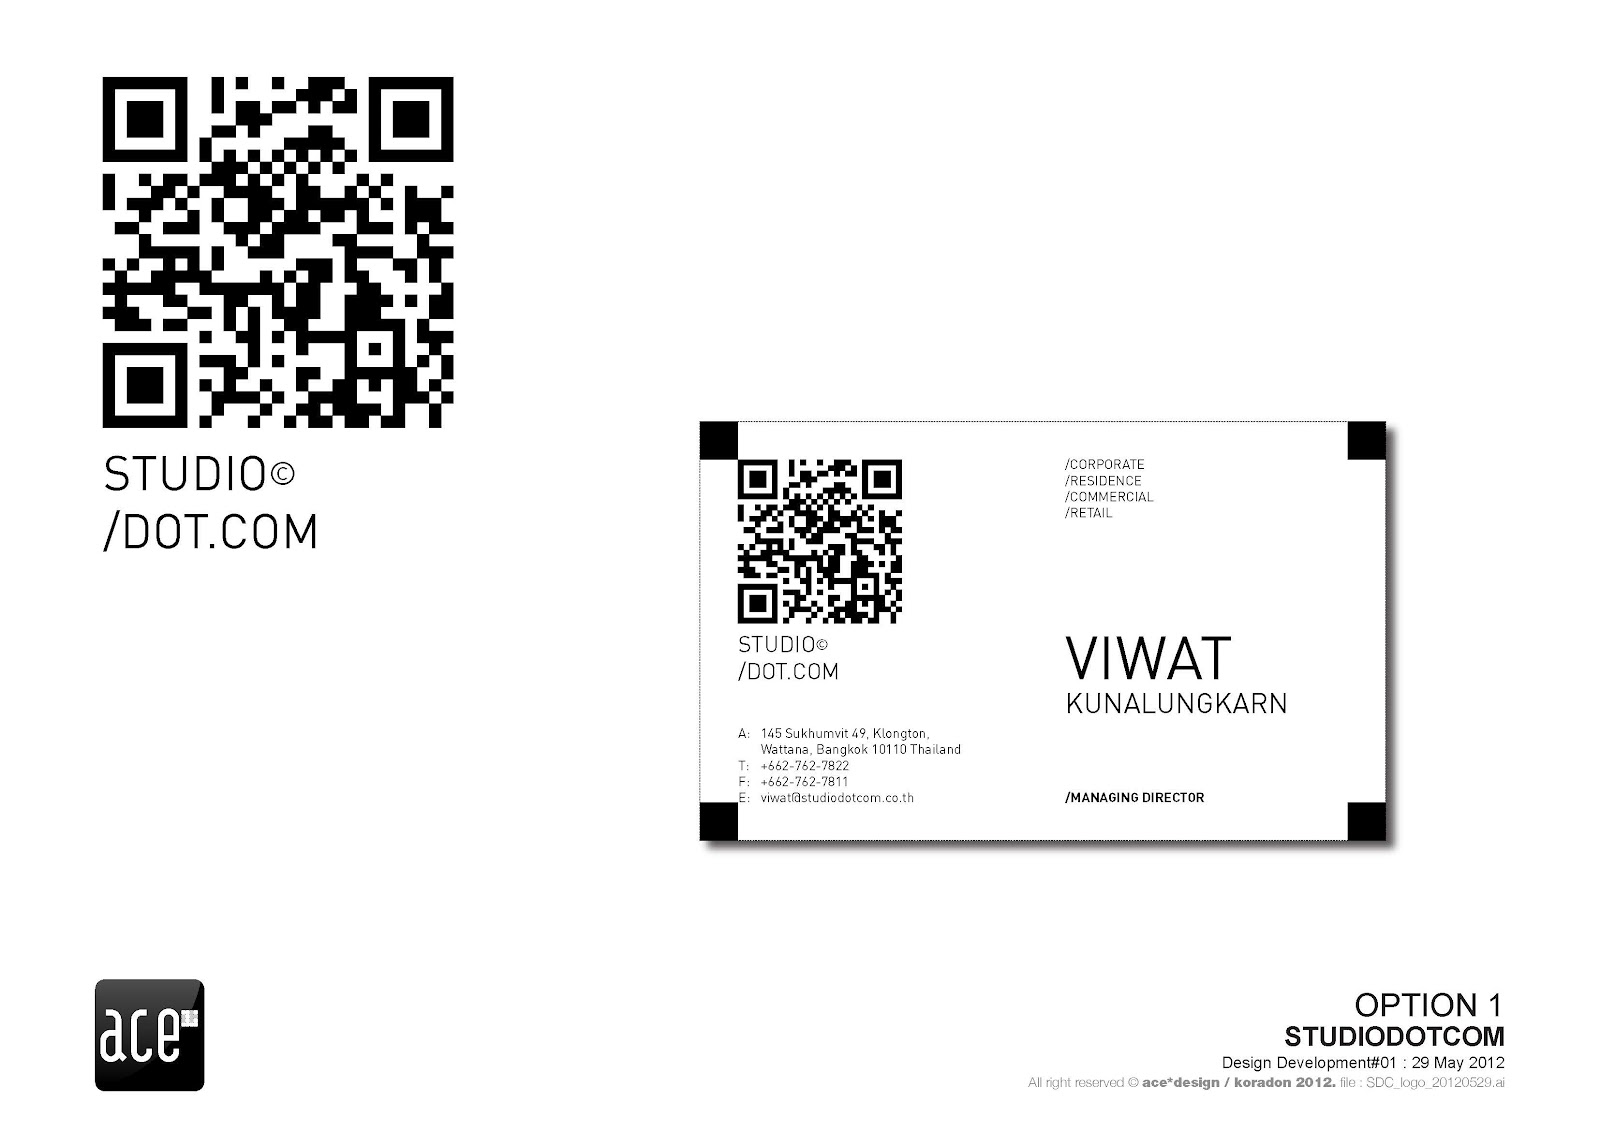 STUDIO©
/DOT.COM
/CORPORATE
/RESIDENCE
/COMMERCIAL
/RETAIL
STUDIO©
/DOT.COM
VIWAT
KUNALUNGKARN
A: 145 Sukhumvit 49, Klongton,
Wattana, Bangkok 10110 Thailand
T: +662-762-7822
F: +662-762-7811
E: viwat@studiodotcom.co.th
/MANAGING DIRECTOR
ace
OPTION 1
STUDIODOTCOM
Design Development#01 : 29 May 2012
All right reserved © ace*design / koradon 2012. file : SDC_logo_20120529.ai